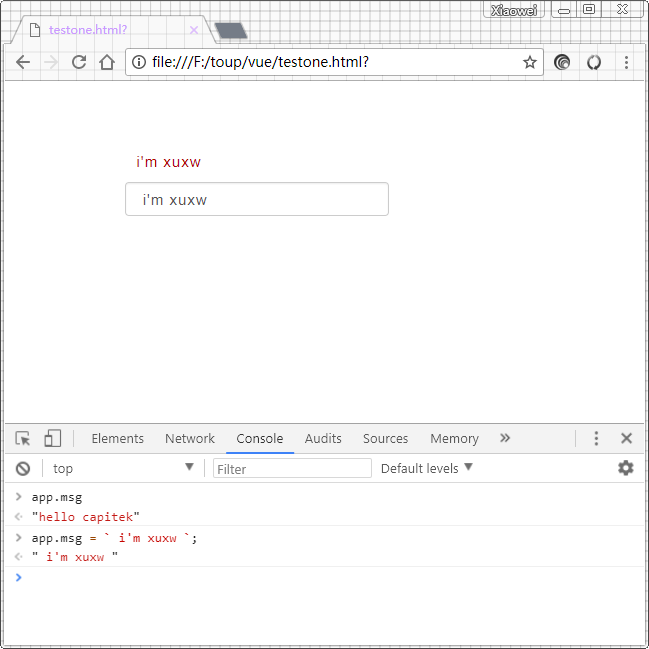 Xiaowei
testone.html?
file:///F:/toup/vue/testone.html?
i'm xuxw
i'm xuxw
Elements Network Console Audits Sources Memory »
top Filter Default levels
app.msg
"hello capitek"
app.msg = ` i'm xuxw `;
" i'm xuxw "